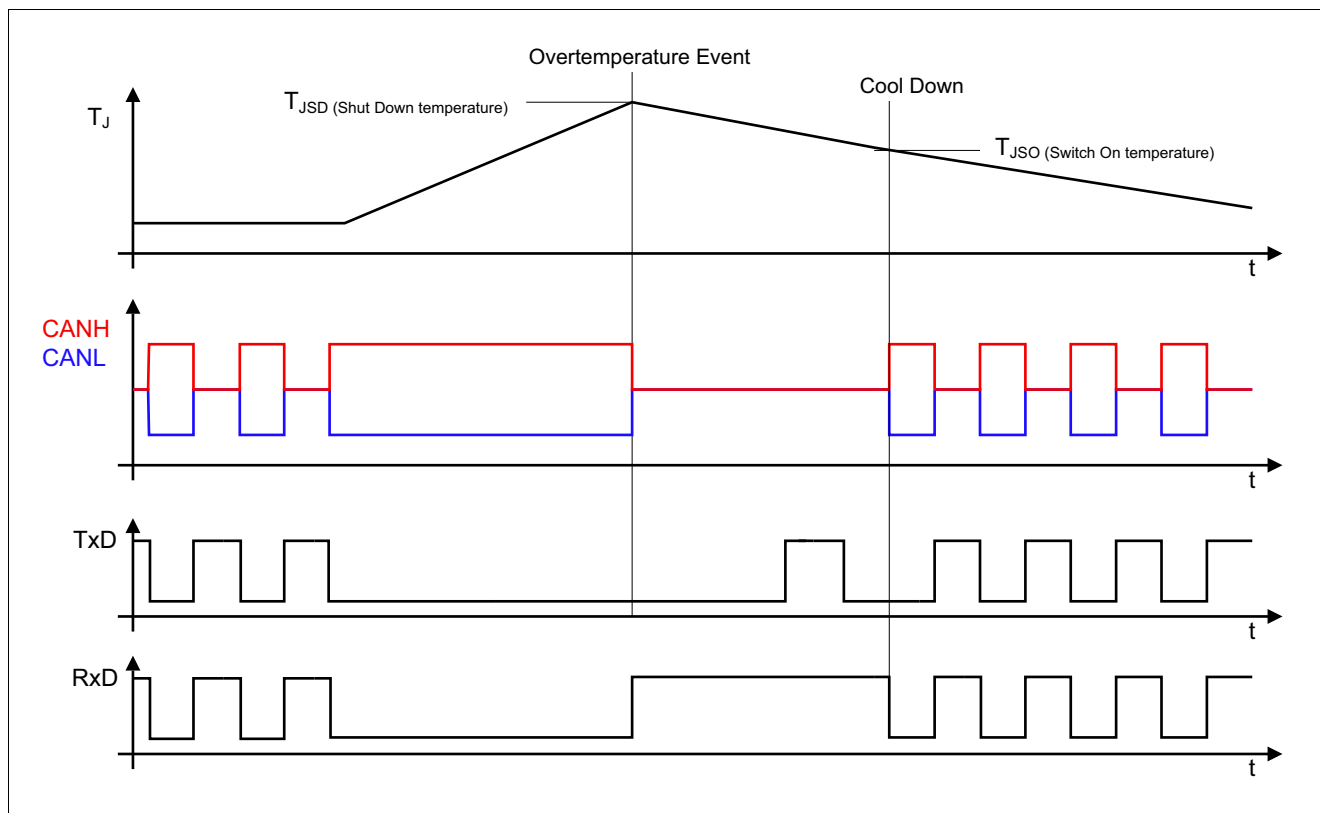 Overtemperature Event
Cool Down
TJSD (Shut Down temperature)
TJ
TJSO (Switch On temperature)
t
CANH
CANL
t
TxD
t
RxD
t